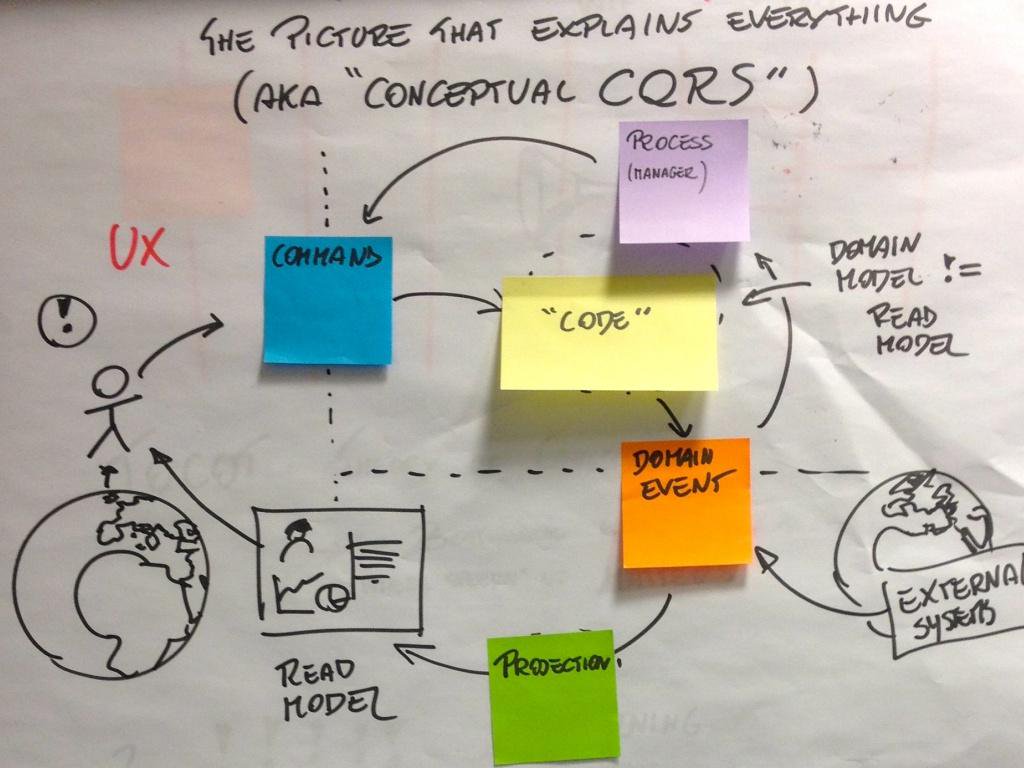 THE PICTURE THAT EXPLAINS EVERYTHING
(AKA "CONCEPTUAL CQRS")
PROCESS
(MANAGER)
UX
COMMAND
DOMAIN
MODEL !=
READ
MODEL
"CODE"
!
DOMAIN
EVENT
EXTERNAL
SYSTEMS
PROJECTION
READ
MODEL